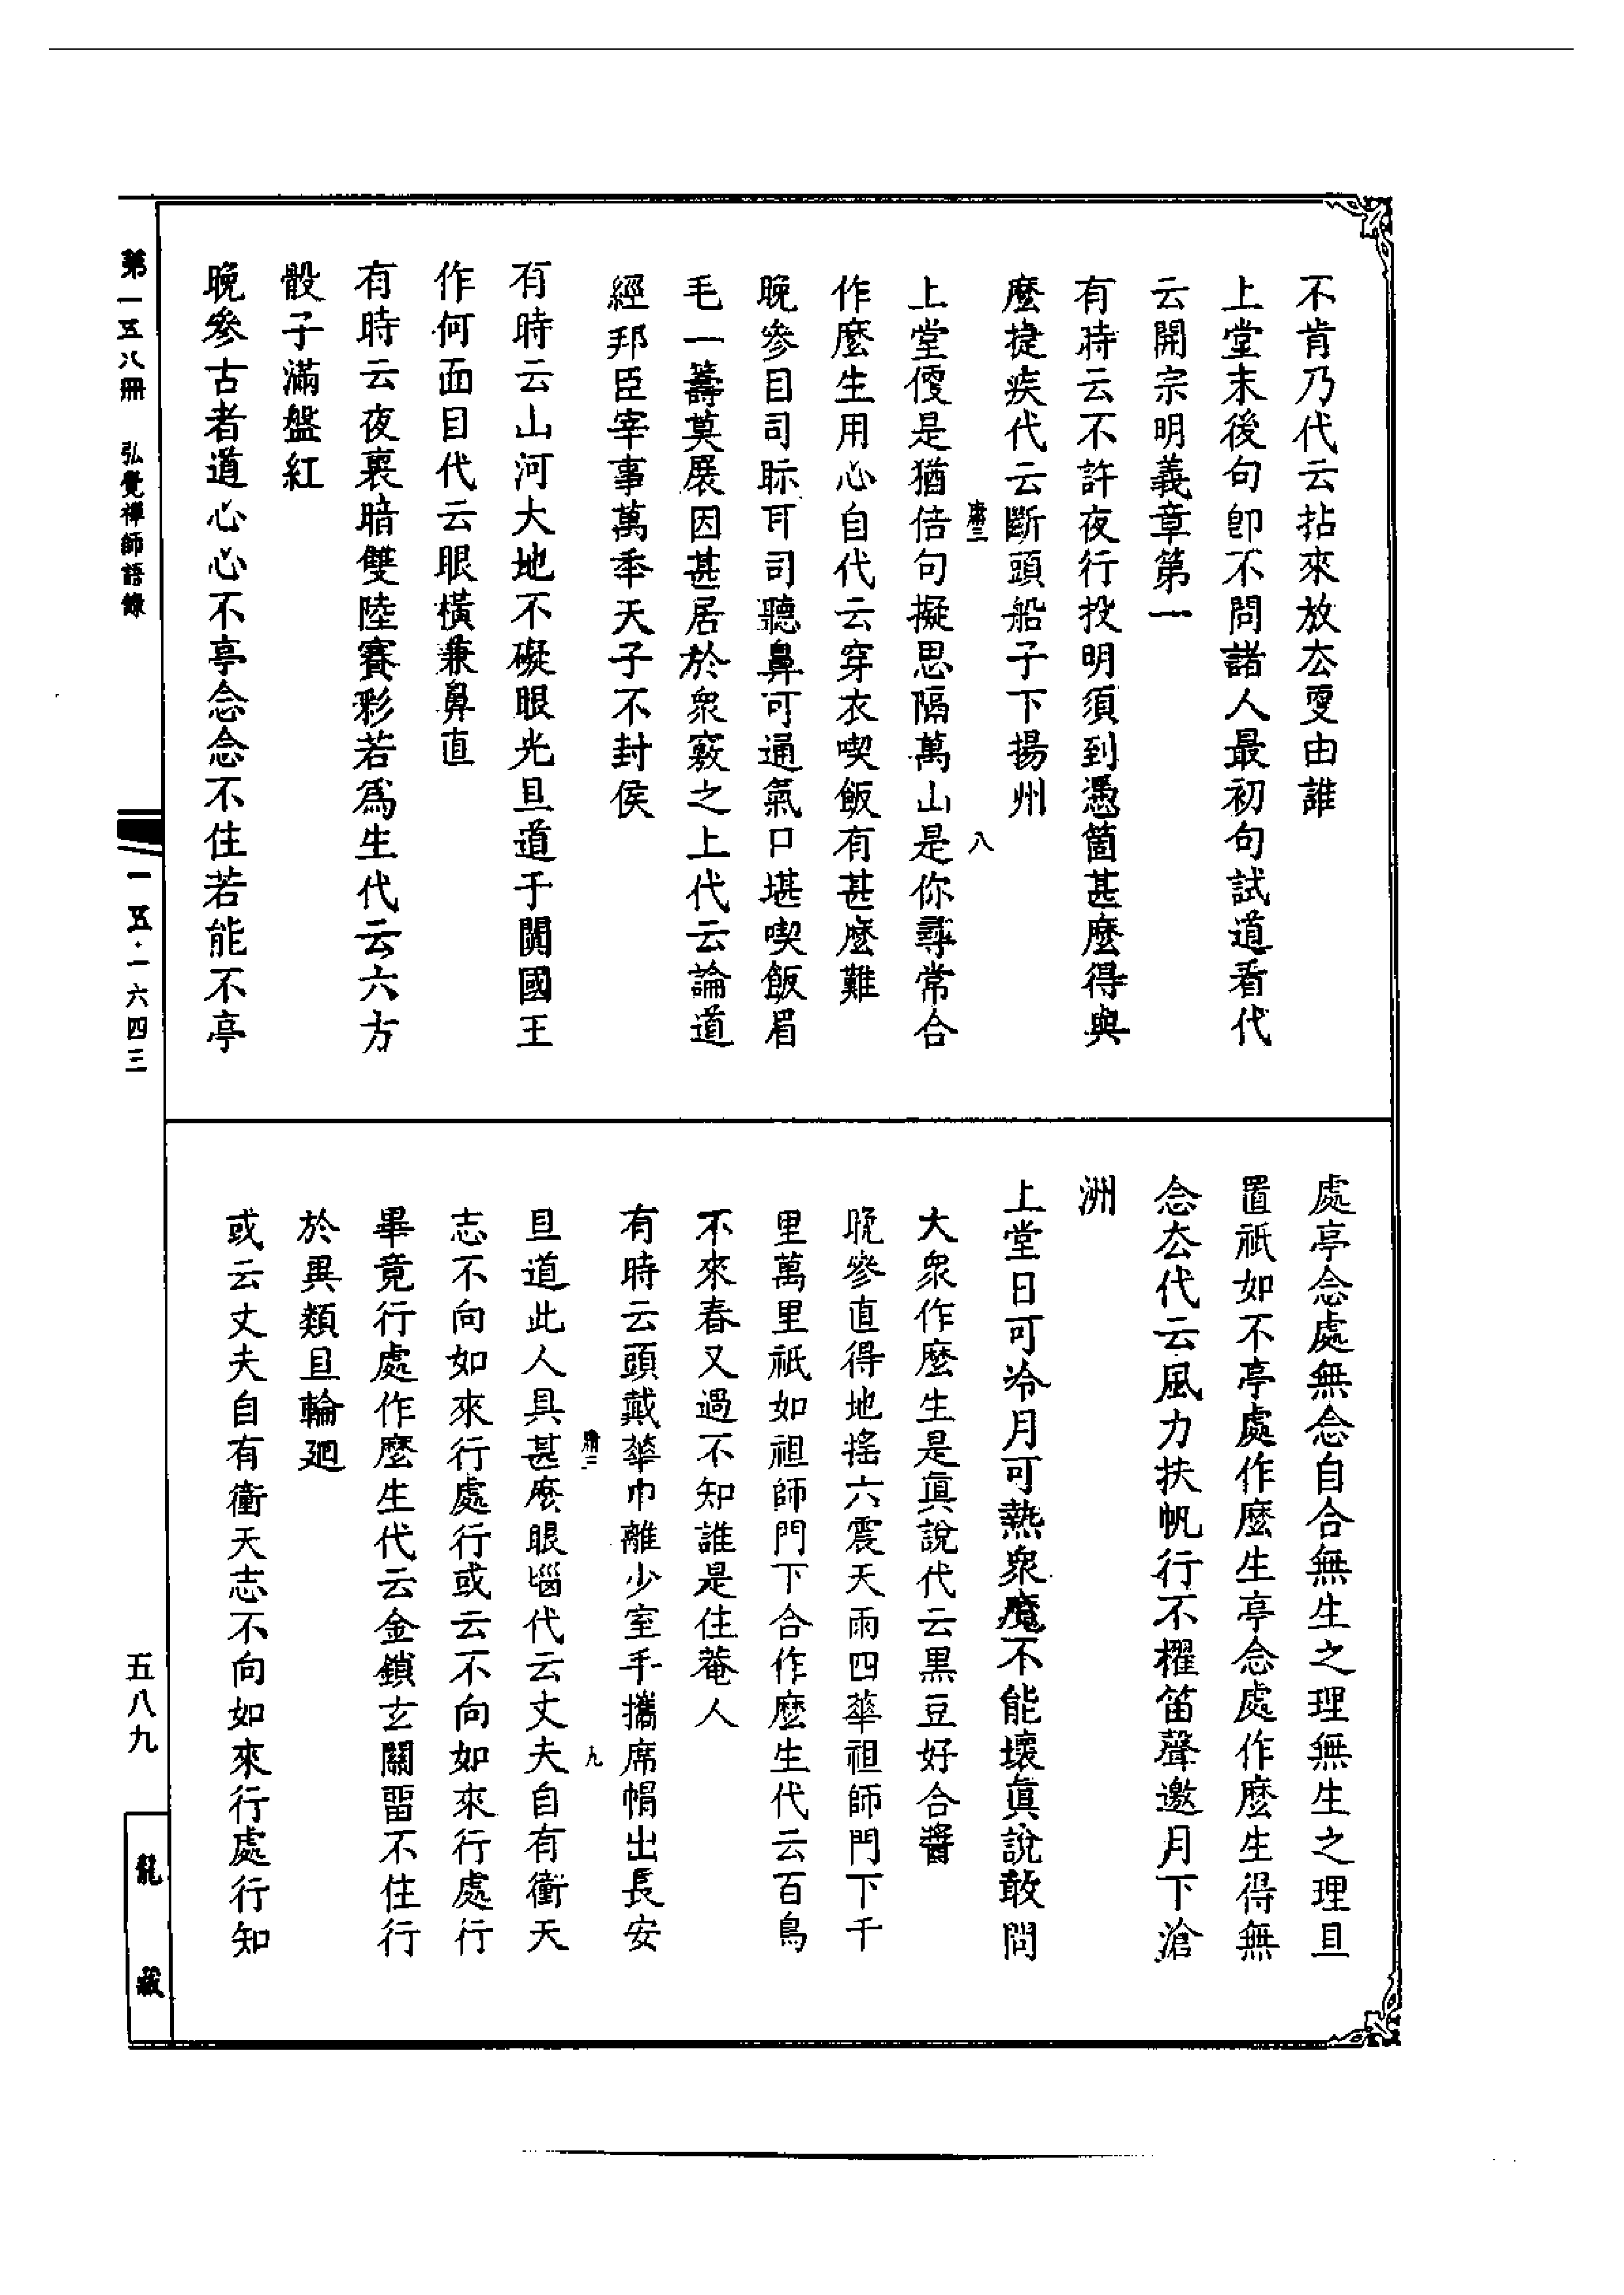 不肯乃代云拈來放厺更由誰
上堂末後句卽不問諸人最初句試道看代
云開宗明義章第一
有時云不許夜行投明須到憑箇甚麼得與
麼捷疾代云斷頭船子下揚州
肅三
八
上堂便是猶倍句擬思隔萬山是你尋常合
作麼生用心自代云穿衣喫飯有甚麼難
晚參目司眎耳司聽鼻可通氣口堪喫飯眉
毛一籌莫展因甚居於衆竅之上代云論道
經邦臣宰事萬秊天子不封侯
有時云山河大地不礙眼光且道于闐國王
作何面目代云眼橫兼鼻直
有時云夜裏暗雙陸賽彩若爲生代云六方
骰子滿盤紅
晚參古者道心心不亭念念不住若能不亭
處亭念處無念自合無生之理無生之理且
置祇如不亭處作麼生亭念處作麼生得無
念厺代云風力扶帆行不櫂笛聲邀月下滄
洲
上堂日可冷月可熱衆魔不能壞眞說敢問
大衆作麼生是眞說代云黑豆好合醬
晚參直得地搖六震天雨四華祖師門下千
里萬里祇如祖師門下合作麼生代云百鳥
不來春又過不知誰是住菴人
有時云頭戴華巾離少室手攜席帽出長安
肅三
九
且道此人具甚麼眼𡿺代云丈夫自有衝天
志不向如來行處行或云不向如來行處行
畢竟行處作麼生代云金鎖玄關畱不住行
於異類且輪迴
或云丈夫自有衝天志不向如來行處行知
第一五八冊　弘覺禪師語錄
一五·一六四三
五八九
龍藏